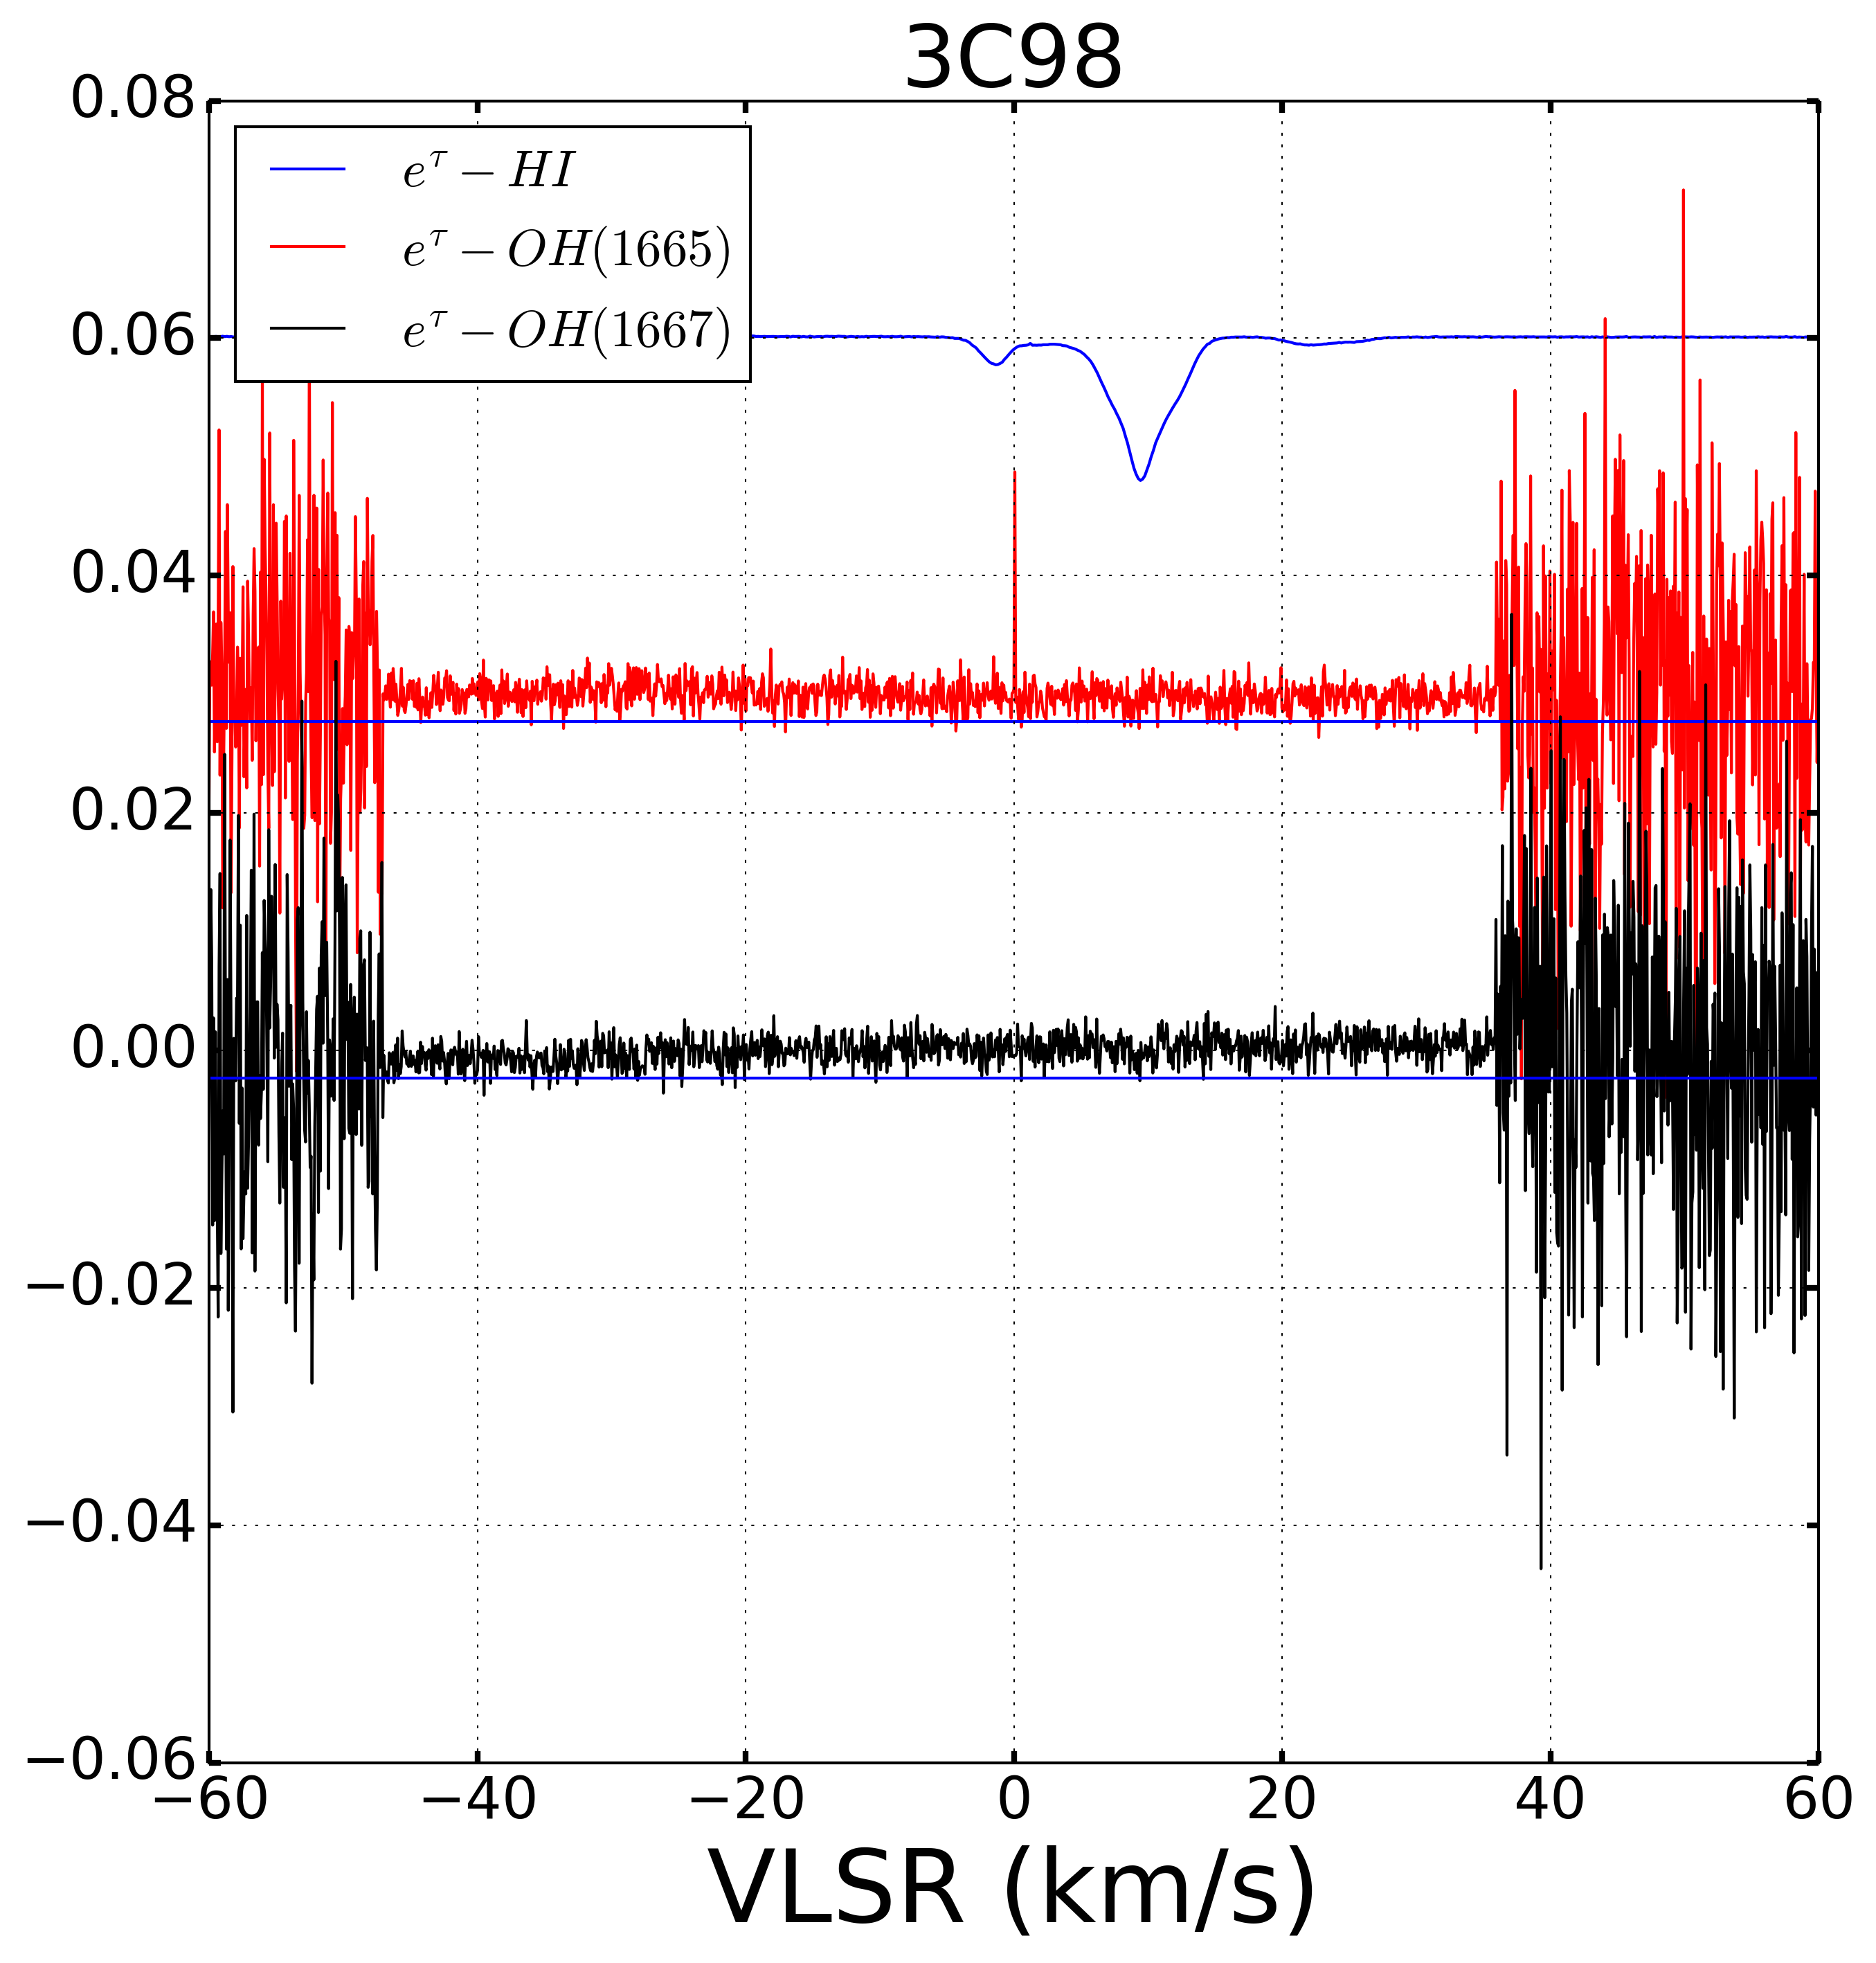 3C98
0.08
0.06
0.04
0.02
0.00
−0.02
−0.04
−0.06
e^τ − HI
e^τ − OH(1665)
e^τ − OH(1667)
−60 −40 −20 0 20 40 60
VLSR (km/s)